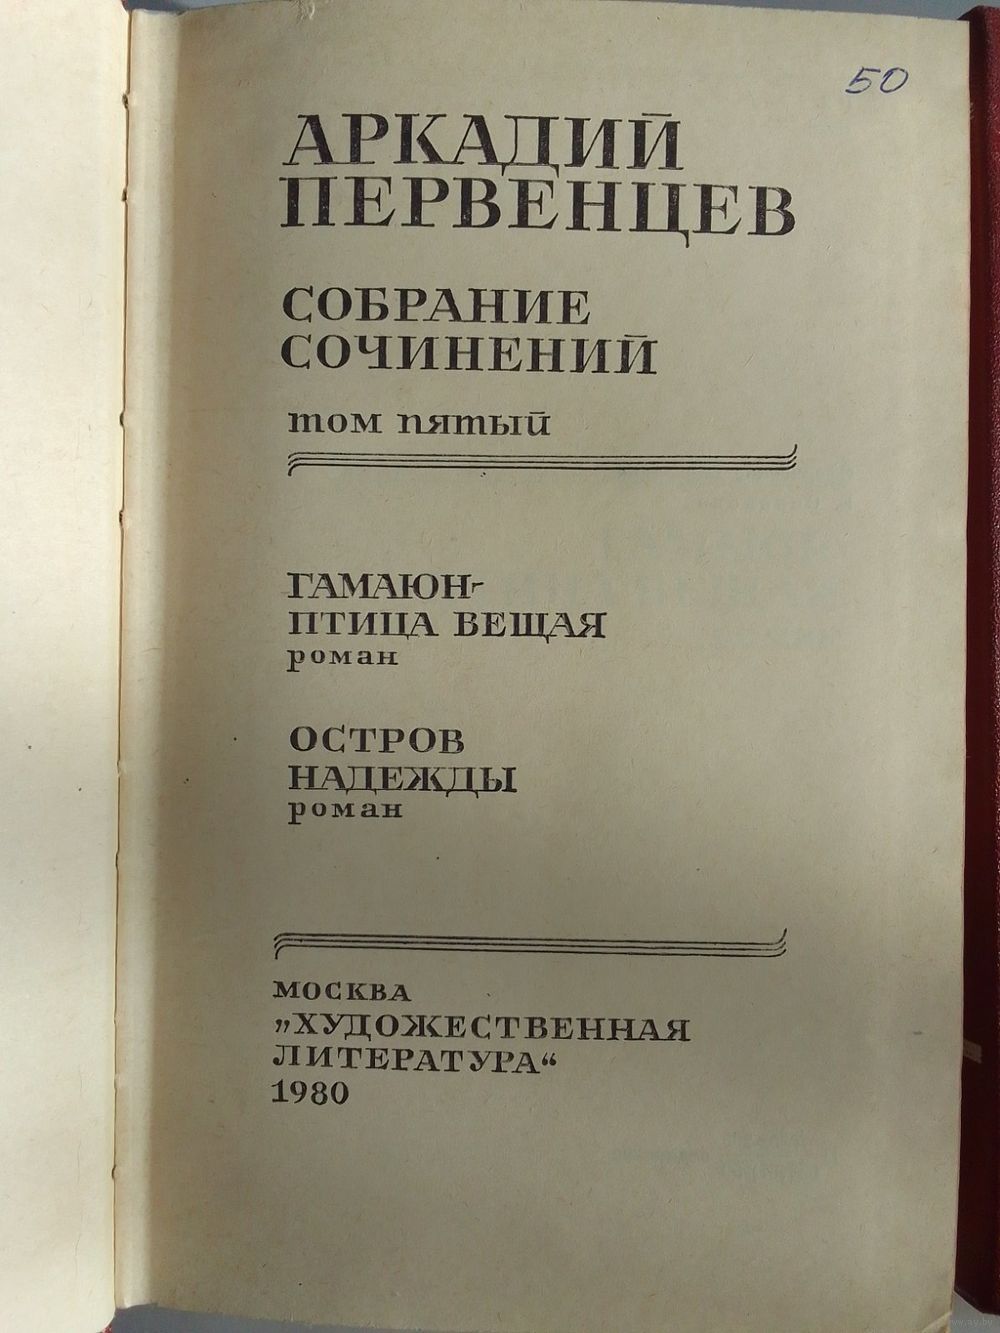 50
АРКАДИЙ
ПЕРВЕНЦЕВ
СОБРАНИЕ
СОЧИНЕНИЙ
том пятый
ГАМАЮН-
ПТИЦА ВЕЩАЯ
роман
ОСТРОВ
НАДЕЖДЫ
роман
МОСКВА
„ХУДОЖЕСТВЕННАЯ
ЛИТЕРАТУРА“
1980